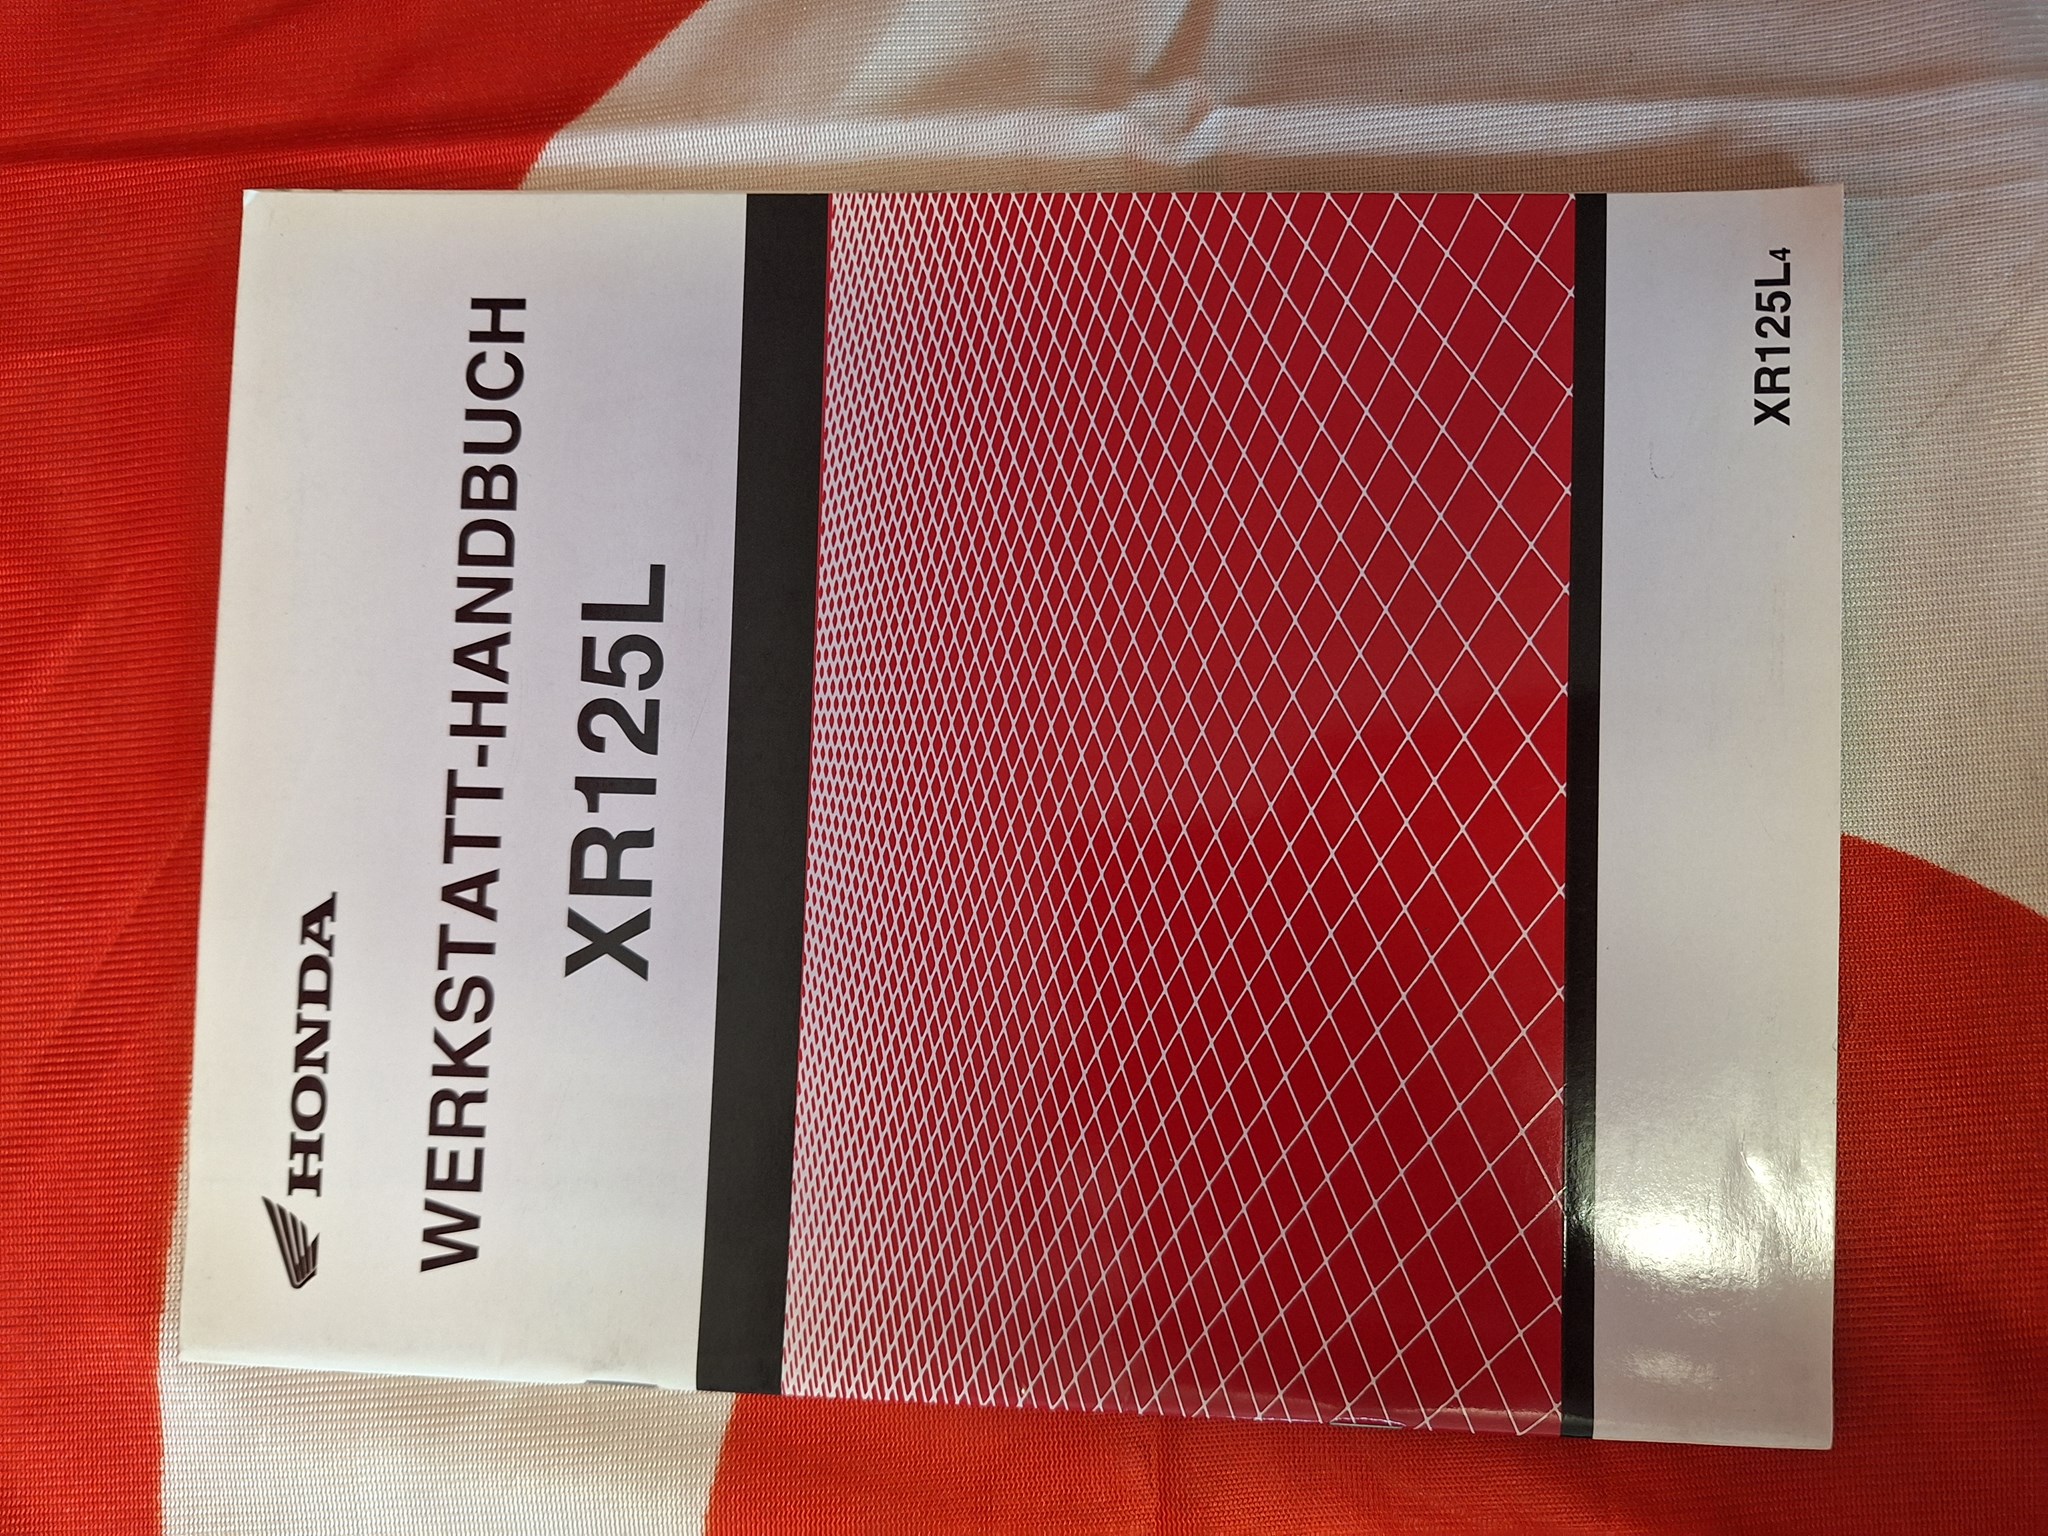 HONDA
WERKSTATT-HANDBUCH
XR125L
XR125L4